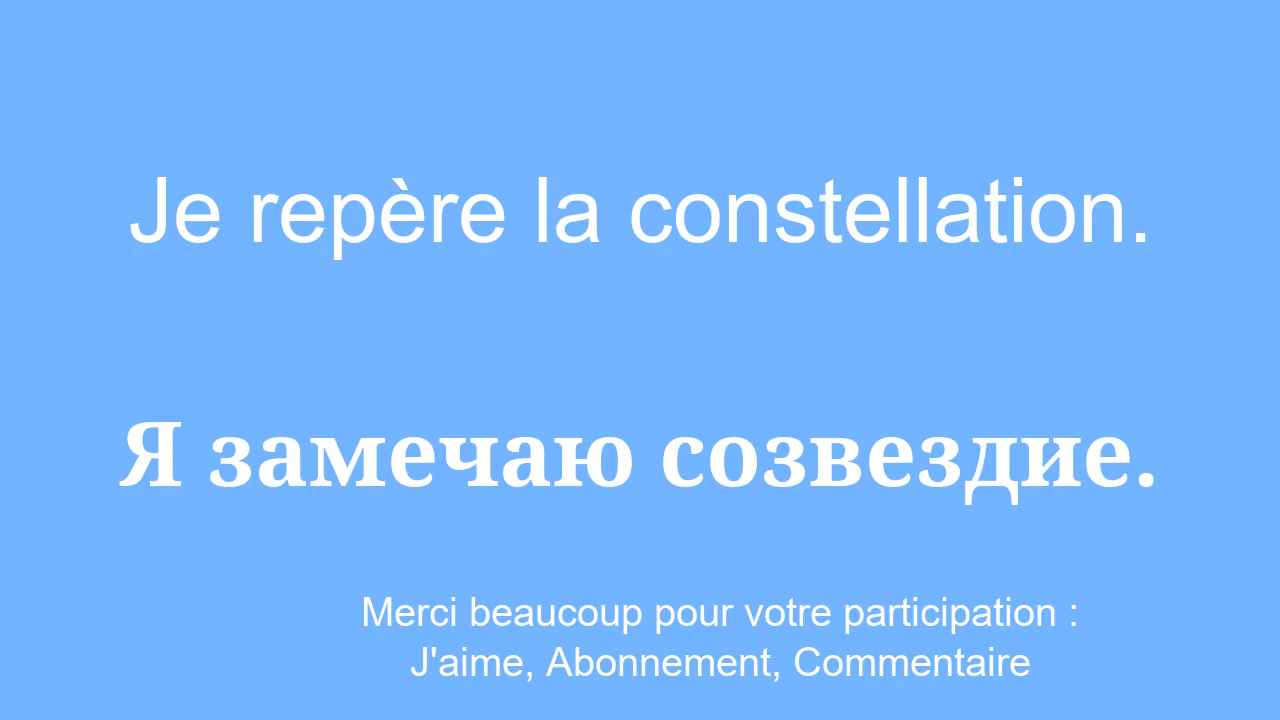 Je repère la constellation.
Я замечаю созвездие.
Merci beaucoup pour votre participation :
J'aime, Abonnement, Commentaire